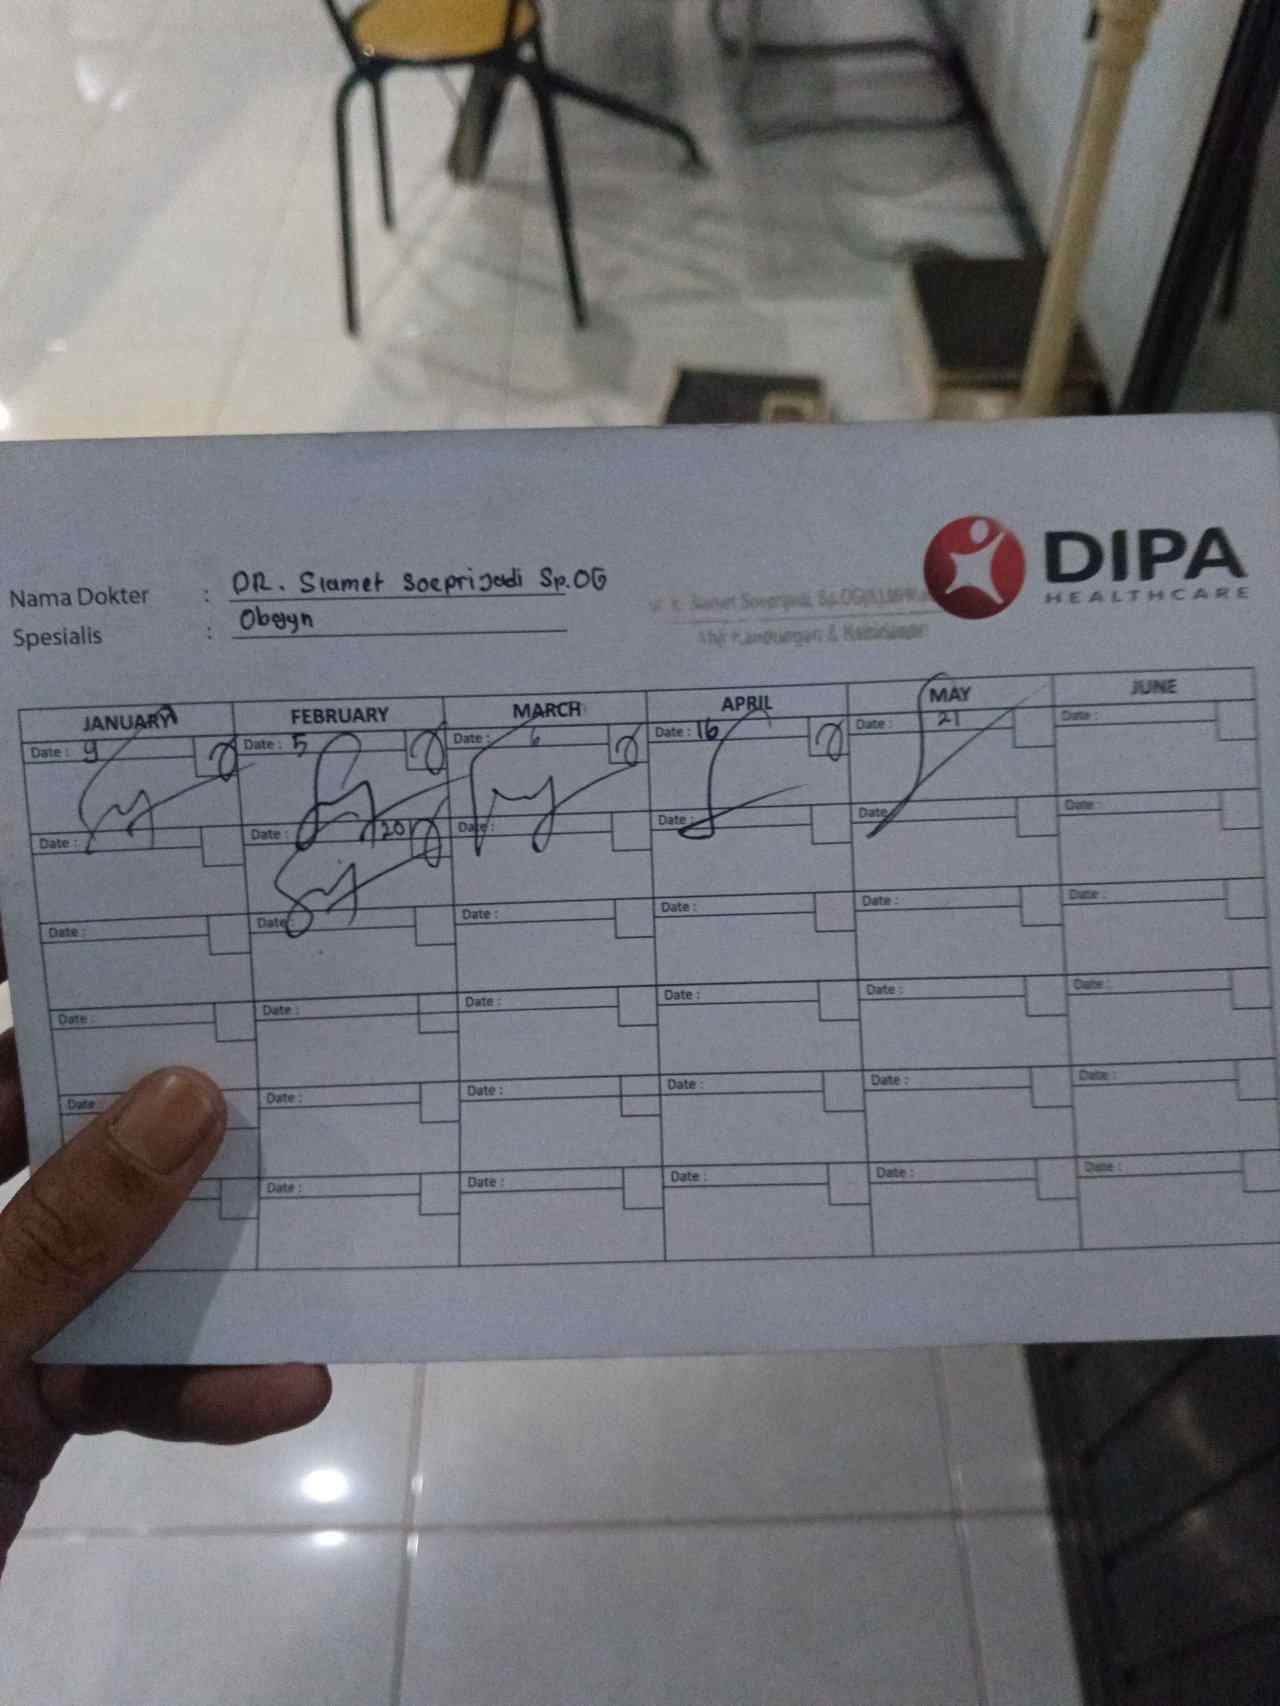 DIPA
HEALTHCARE
Nama Dokter : DR. Slamet Soeprijadi Sp.OG
Spesialis : Obgyn
JANUARY FEBRUARY MARCH APRIL MAY JUNE
Date : 9 Date : 5 Date : 6 Date : 16 Date : 21 Date :
Date : Date : 20 Date : Date : Date : Date :
Date : Date : Date : Date : Date : Date :
Date : Date : Date : Date : Date : Date :
Date : Date : Date : Date : Date : Date :
Date : Date : Date : Date : Date :